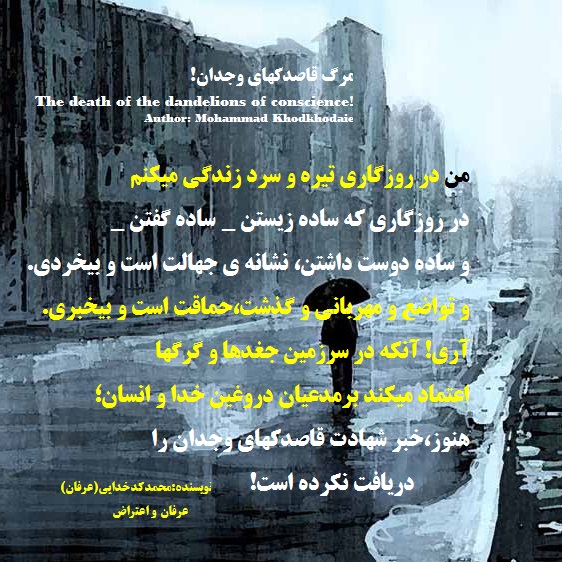 مرگ قاصدکهای وجدان!
The death of the dandelions of conscience!
Author: Mohammad Khodkhodaie
من در روزگاری تیره و سرد زندگی میکنم
در روزگاری که ساده زیستن _ ساده گفتن _
و ساده دوست داشتن، نشانه ی جهالت است و بیخردی.
و تواضع و مهربانی و گذشت،حماقت است و بیخبری.
آری! آنکه در سرزمین جغدها و گرگها
اعتماد میکند برمدعیان دروغین خدا و انسان؛
هنوز،خبر شهادت قاصدکهای وجدان را
دریافت نکرده است!
نویسنده:محمدکدخدایی(عرفان)
عرفان و اعتراض